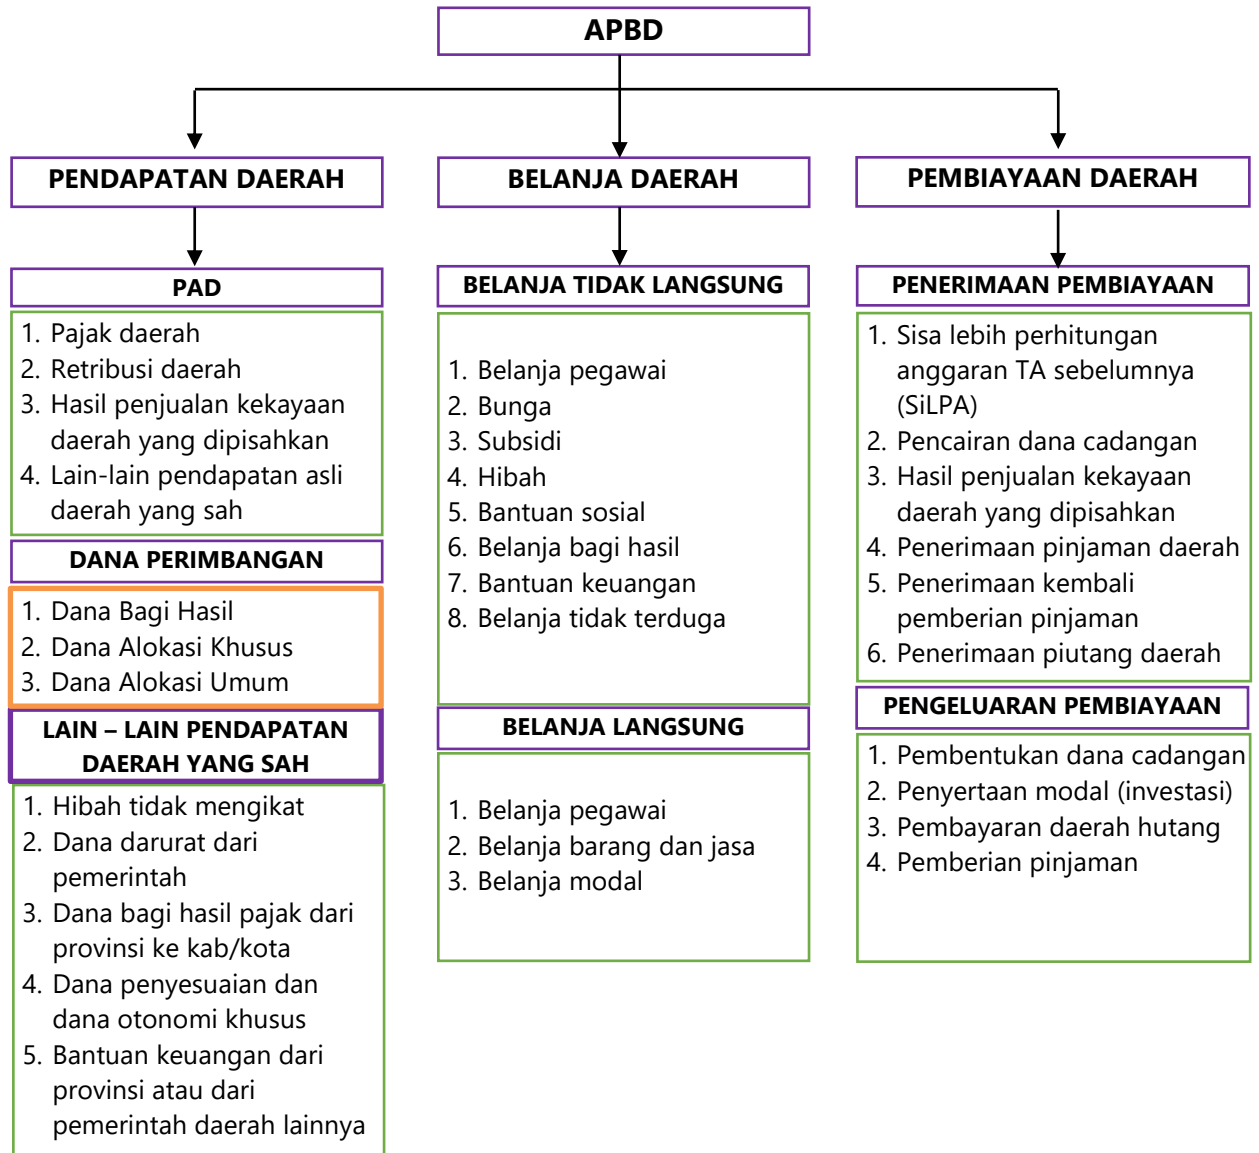 APBD
PENDAPATAN DAERAH
PAD
1. Pajak daerah
2. Retribusi daerah
3. Hasil penjualan kekayaan
daerah yang dipisahkan
4. Lain-lain pendapatan asli
daerah yang sah
DANA PERIMBANGAN
1. Dana Bagi Hasil
2. Dana Alokasi Khusus
3. Dana Alokasi Umum
LAIN – LAIN PENDAPATAN
DAERAH YANG SAH
1. Hibah tidak mengikat
2. Dana darurat dari
pemerintah
3. Dana bagi hasil pajak dari
provinsi ke kab/kota
4. Dana penyesuaian dan
dana otonomi khusus
5. Bantuan keuangan dari
provinsi atau dari
pemerintah daerah lainnya
BELANJA DAERAH
BELANJA TIDAK LANGSUNG
1. Belanja pegawai
2. Bunga
3. Subsidi
4. Hibah
5. Bantuan sosial
6. Belanja bagi hasil
7. Bantuan keuangan
8. Belanja tidak terduga
BELANJA LANGSUNG
1. Belanja pegawai
2. Belanja barang dan jasa
3. Belanja modal
PEMBIAYAAN DAERAH
PENERIMAAN PEMBIAYAAN
1. Sisa lebih perhitungan
anggaran TA sebelumnya
(SiLPA)
2. Pencairan dana cadangan
3. Hasil penjualan kekayaan
daerah yang dipisahkan
4. Penerimaan pinjaman daerah
5. Penerimaan kembali
pemberian pinjaman
6. Penerimaan piutang daerah
PENGELUARAN PEMBIAYAAN
1. Pembentukan dana cadangan
2. Penyertaan modal (investasi)
3. Pembayaran daerah hutang
4. Pemberian pinjaman